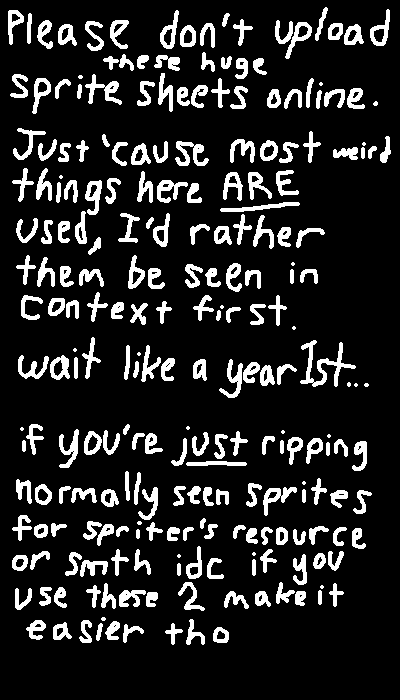 Please don't upload
these huge
sprite sheets online.
Just 'cause most weird
things here ARE
used, I'd rather
them be seen in
context first.
wait like a year 1st...
if you're just ripping
normally seen sprites
for spriter's resource
or smth idc if you
use these 2 make it
easier tho